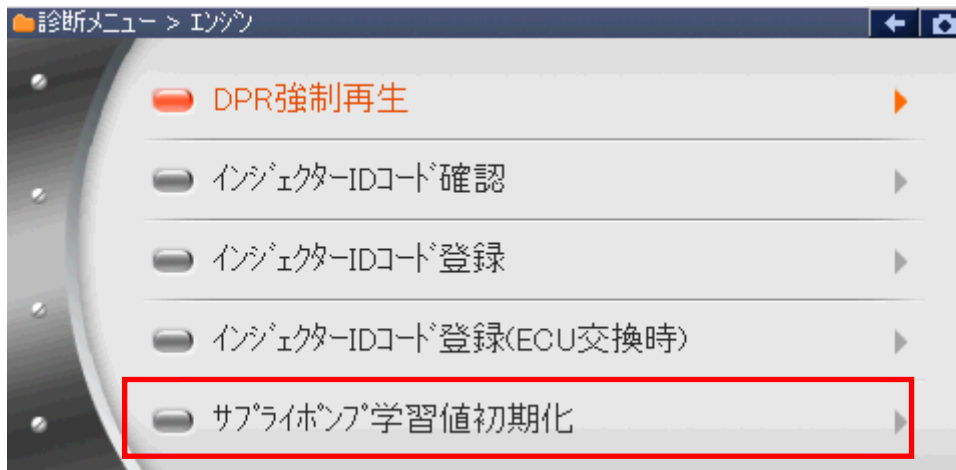 診断メニュー > エンジン
DPR強制再生
インジェクターIDコード確認
インジェクターIDコード登録
インジェクターIDコード登録(ECU交換時)
サプライポンプ学習値初期化